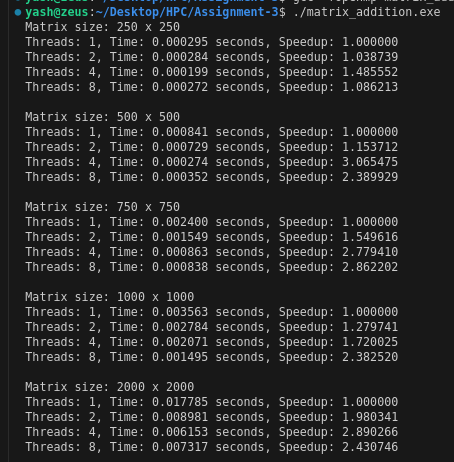 yash@zeus:~/Desktop/HPC/Assignment-3$ ./matrix_addition.exe
Matrix size: 250 x 250
Threads: 1, Time: 0.000295 seconds, Speedup: 1.000000
Threads: 2, Time: 0.000284 seconds, Speedup: 1.038739
Threads: 4, Time: 0.000199 seconds, Speedup: 1.485552
Threads: 8, Time: 0.000272 seconds, Speedup: 1.086213

Matrix size: 500 x 500
Threads: 1, Time: 0.000841 seconds, Speedup: 1.000000
Threads: 2, Time: 0.000729 seconds, Speedup: 1.153712
Threads: 4, Time: 0.000274 seconds, Speedup: 3.065475
Threads: 8, Time: 0.000352 seconds, Speedup: 2.389929

Matrix size: 750 x 750
Threads: 1, Time: 0.002400 seconds, Speedup: 1.000000
Threads: 2, Time: 0.001549 seconds, Speedup: 1.549616
Threads: 4, Time: 0.000863 seconds, Speedup: 2.779410
Threads: 8, Time: 0.000838 seconds, Speedup: 2.862202

Matrix size: 1000 x 1000
Threads: 1, Time: 0.003563 seconds, Speedup: 1.000000
Threads: 2, Time: 0.002784 seconds, Speedup: 1.279741
Threads: 4, Time: 0.002071 seconds, Speedup: 1.720025
Threads: 8, Time: 0.001495 seconds, Speedup: 2.382520

Matrix size: 2000 x 2000
Threads: 1, Time: 0.017785 seconds, Speedup: 1.000000
Threads: 2, Time: 0.008981 seconds, Speedup: 1.980341
Threads: 4, Time: 0.006153 seconds, Speedup: 2.890266
Threads: 8, Time: 0.007317 seconds, Speedup: 2.430746